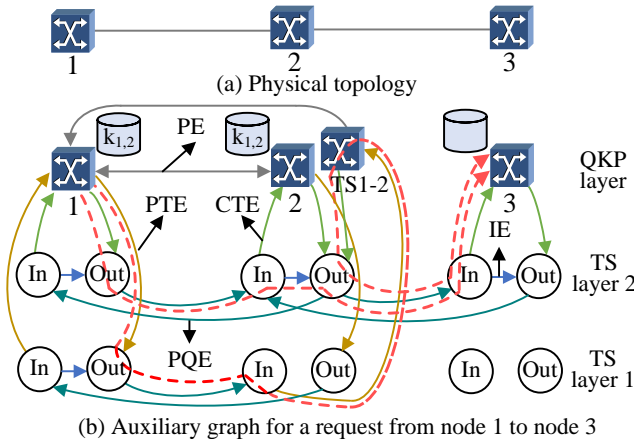 1
2
3
(a) Physical topology
k1,2
PE
k1,2
TS1-2
QKP
layer
1
2
3
PTE
CTE
IE
In
Out
In
Out
In
Out
TS
layer 2
PQE
In
Out
In
Out
In
Out
TS
layer 1
(b) Auxiliary graph for a request from node 1 to node 3